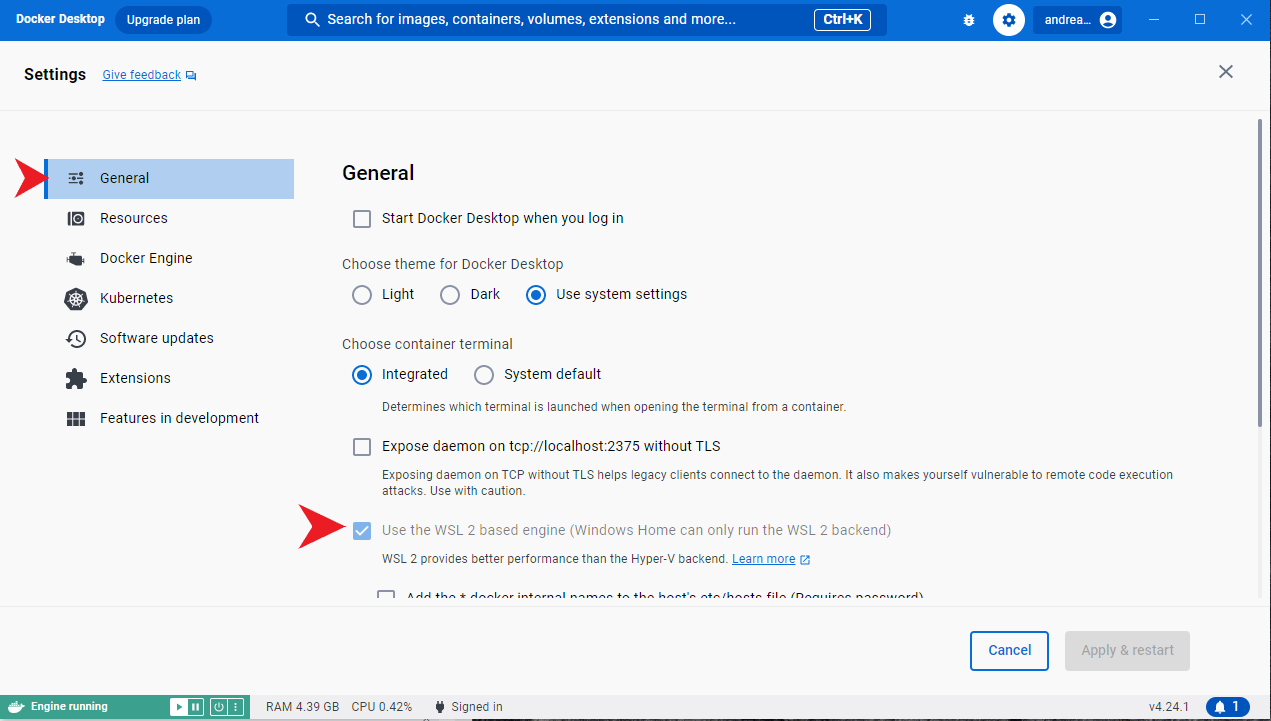 Docker Desktop Upgrade plan Search for images, containers, volumes, extensions and more... Ctrl+K andrea...
Settings Give feedback
General
Resources
Docker Engine
Kubernetes
Software updates
Extensions
Features in development
General
Start Docker Desktop when you log in
Choose theme for Docker Desktop
Light Dark Use system settings
Choose container terminal
Integrated System default
Determines which terminal is launched when opening the terminal from a container.
Expose daemon on tcp://localhost:2375 without TLS
Exposing daemon on TCP without TLS helps legacy clients connect to the daemon. It also makes yourself vulnerable to remote code execution
attacks. Use with caution.
Use the WSL 2 based engine (Windows Home can only run the WSL 2 backend)
WSL 2 provides better performance than the Hyper-V backend. Learn more
Add the *.docker.internal names to the host's etc/hosts file (Requires password)
Cancel Apply & restart
Engine running RAM 4.39 GB CPU 0.42% Signed in v4.24.1 1